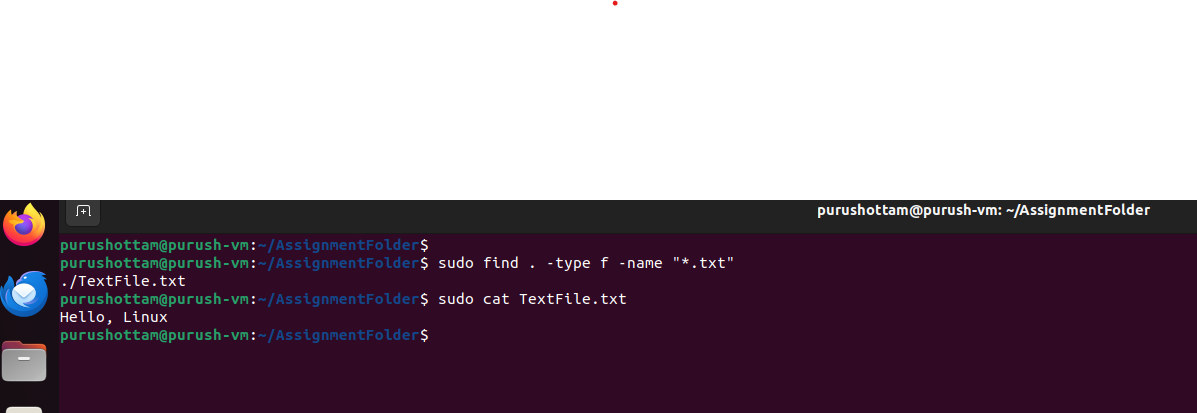 purushottam@purush-vm: ~/AssignmentFolder
purushottam@purush-vm:~/AssignmentFolder$
purushottam@purush-vm:~/AssignmentFolder$ sudo find . -type f -name "*.txt"
./TextFile.txt
purushottam@purush-vm:~/AssignmentFolder$ sudo cat TextFile.txt
Hello, Linux
purushottam@purush-vm:~/AssignmentFolder$